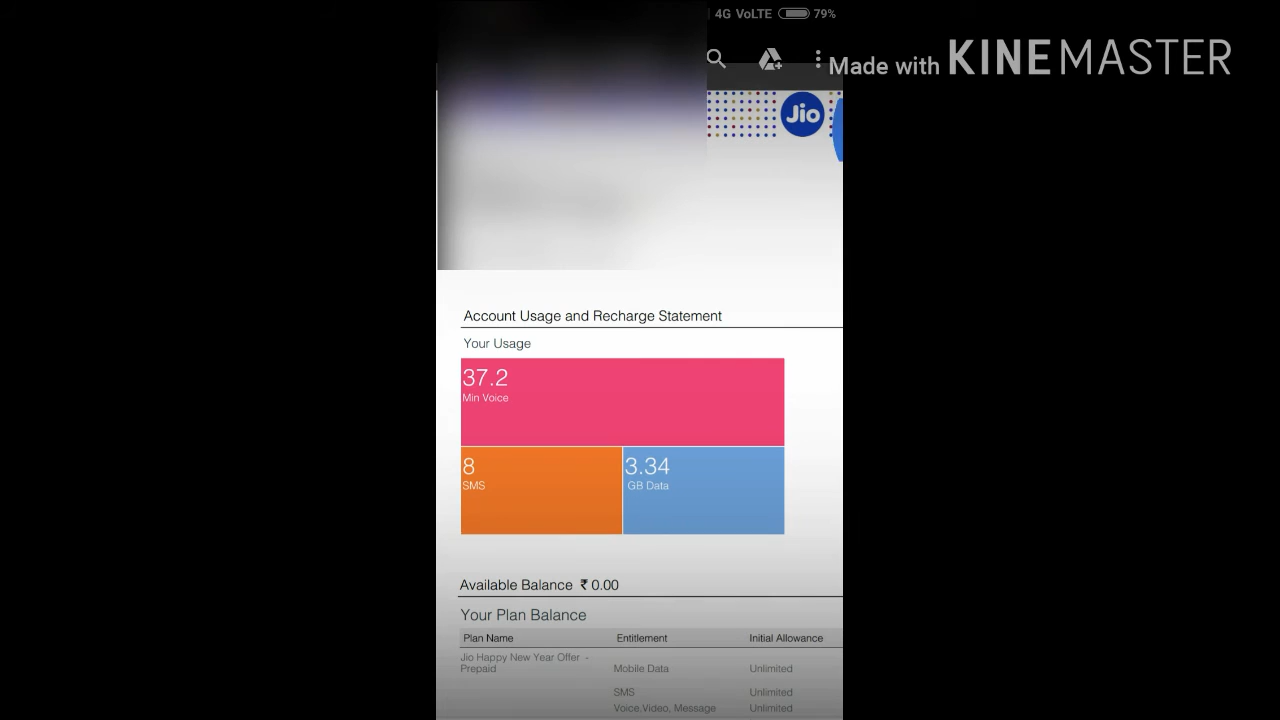 4G VoLTE 79%
Made with KINEMASTER
Jio
Account Usage and Recharge Statement
Your Usage
37.2
Min Voice
8
SMS
3.34
GB Data
Available Balance ₹ 0.00
Your Plan Balance
Plan Name Entitlement Initial Allowance
Jio Happy New Year Offer -
Prepaid
Mobile Data Unlimited
SMS Unlimited
Voice,Video, Message Unlimited